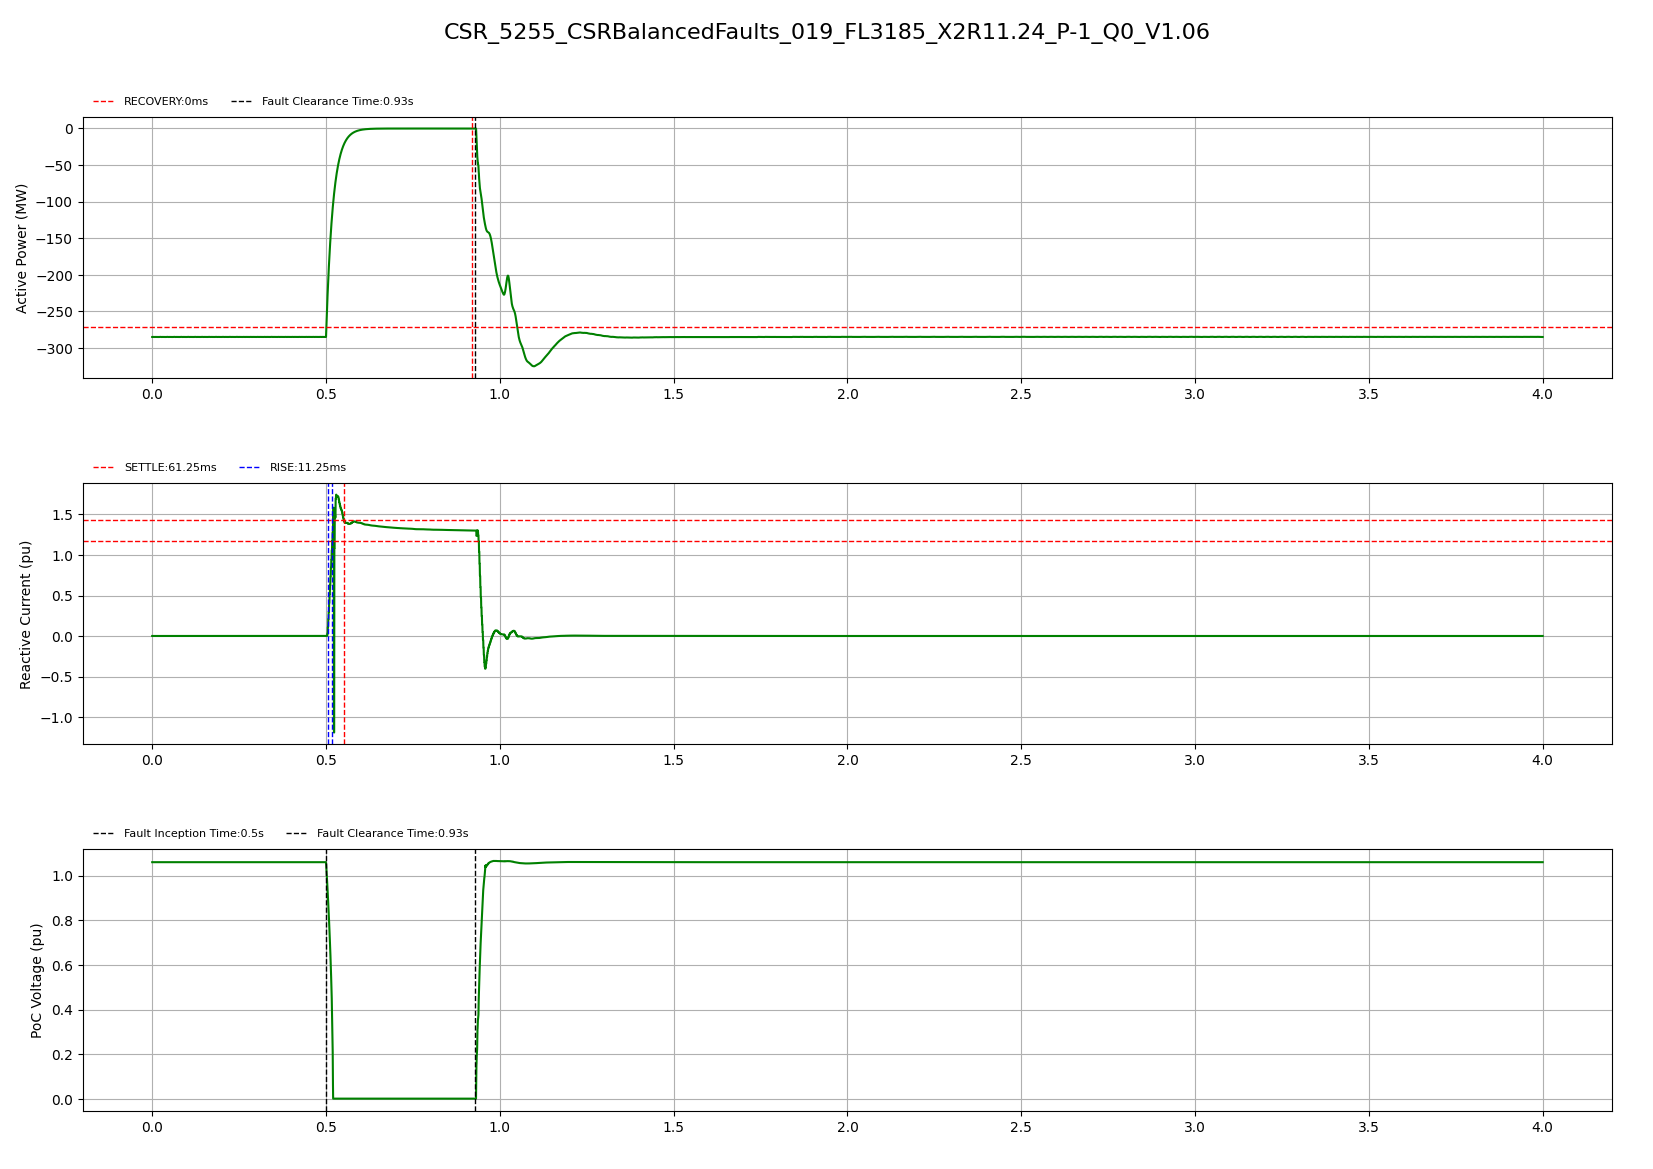 CSR_5255_CSRBalancedFaults_019_FL3185_X2R11.24_P-1_Q0_V1.06
RECOVERY:0ms Fault Clearance Time:0.93s
Active Power (MW)
0
−50
−100
−150
−200
−250
−300
0.0 0.5 1.0 1.5 2.0 2.5 3.0 3.5 4.0
SETTLE:61.25ms RISE:11.25ms
Reactive Current (pu)
1.5
1.0
0.5
0.0
−0.5
−1.0
0.0 0.5 1.0 1.5 2.0 2.5 3.0 3.5 4.0
Fault Inception Time:0.5s Fault Clearance Time:0.93s
PoC Voltage (pu)
1.0
0.8
0.6
0.4
0.2
0.0
0.0 0.5 1.0 1.5 2.0 2.5 3.0 3.5 4.0